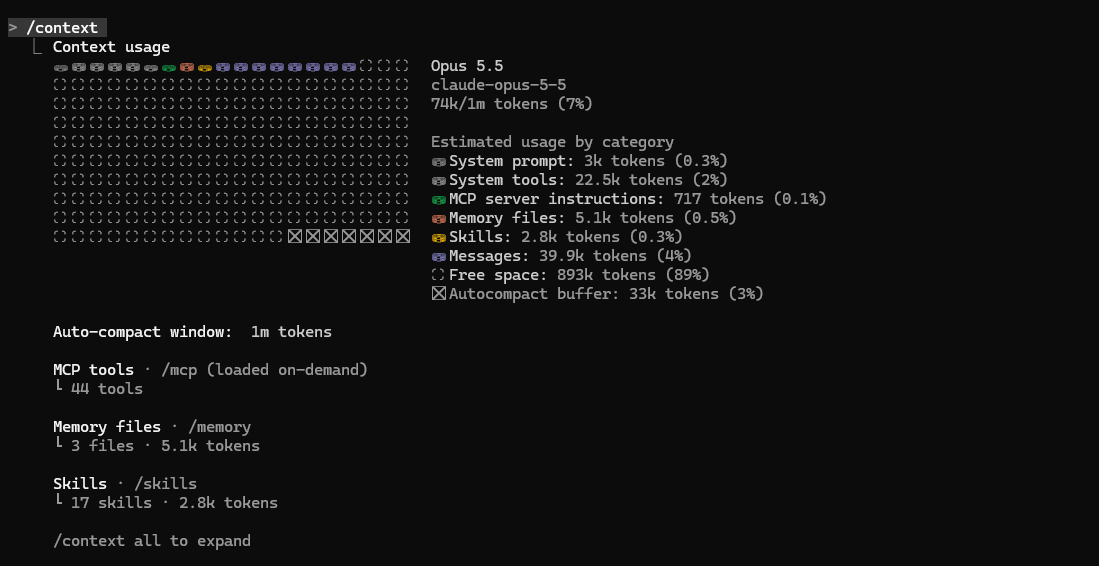 > /context
Context usage
Opus 5.5
claude-opus-5-5
74k/1m tokens (7%)
Estimated usage by category
System prompt: 3k tokens (0.3%)
System tools: 22.5k tokens (2%)
MCP server instructions: 717 tokens (0.1%)
Memory files: 5.1k tokens (0.5%)
Skills: 2.8k tokens (0.3%)
Messages: 39.9k tokens (4%)
Free space: 893k tokens (89%)
Autocompact buffer: 33k tokens (3%)
Auto-compact window: 1m tokens
MCP tools · /mcp (loaded on-demand)
└ 44 tools
Memory files · /memory
└ 3 files · 5.1k tokens
Skills · /skills
└ 17 skills · 2.8k tokens
/context all to expand